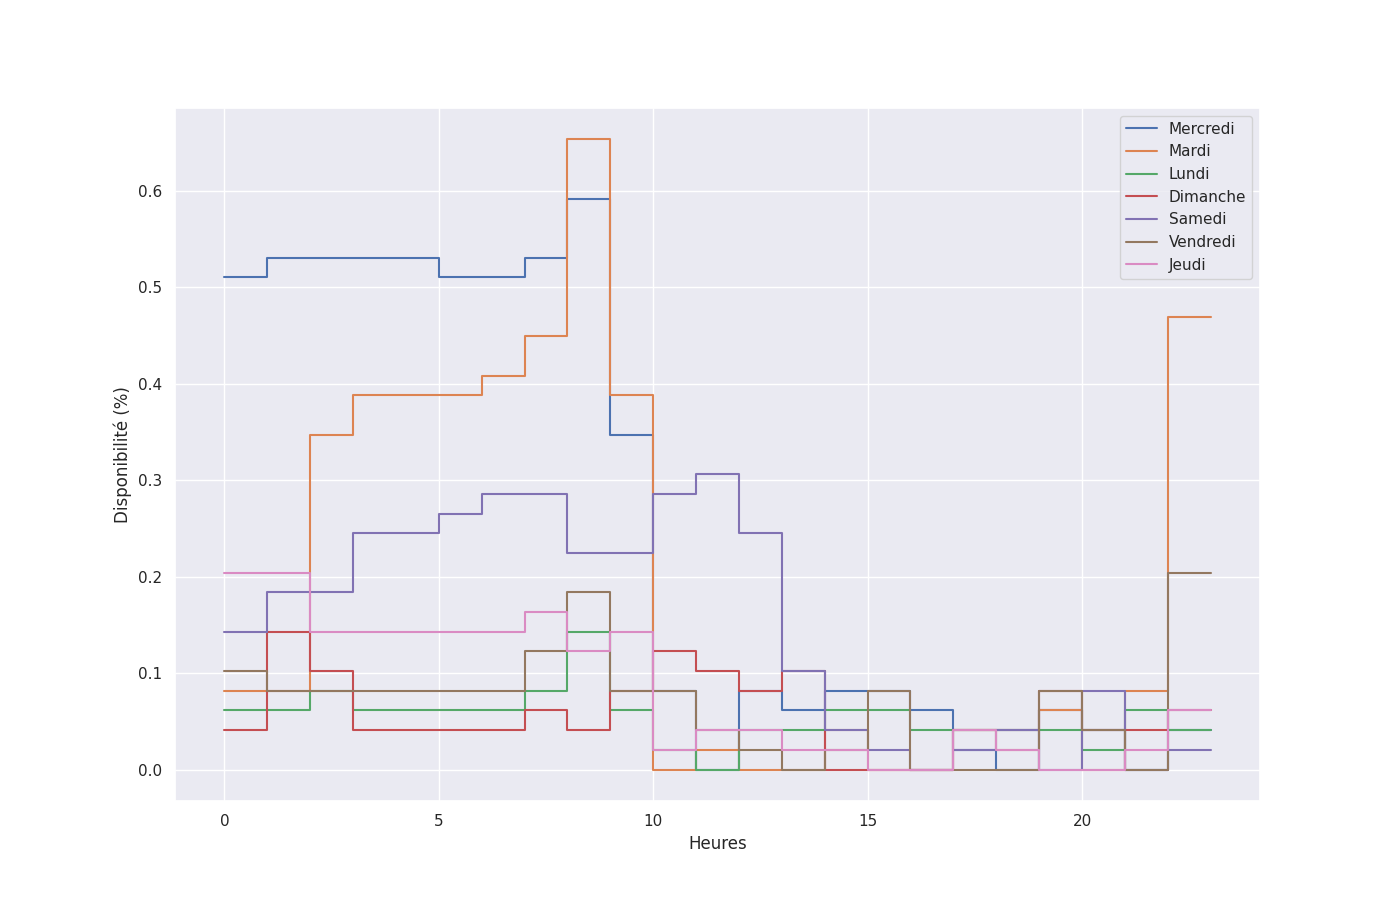 Mercredi
Mardi
Lundi
Dimanche
Samedi
Vendredi
Jeudi
0.6
0.5
0.4
0.3
0.2
0.1
0.0
Disponibilité (%)
0 5 10 15 20
Heures